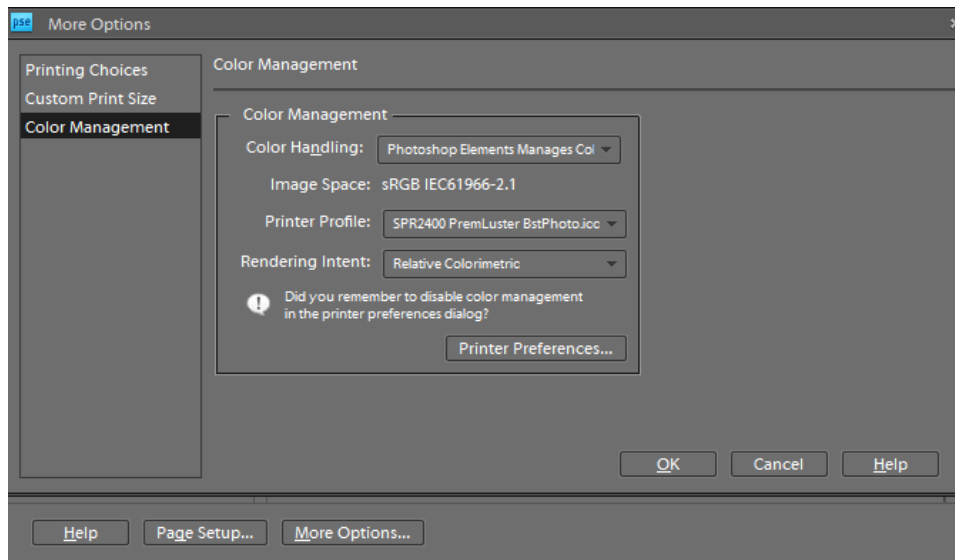 pse More Options
Printing Choices
Custom Print Size
Color Management
Color Management
Color Management
Color Handling: Photoshop Elements Manages Col
Image Space: sRGB IEC61966-2.1
Printer Profile: SPR2400 PremLuster BstPhoto.icc
Rendering Intent: Relative Colorimetric
Did you remember to disable color management
in the printer preferences dialog?
Printer Preferences...
OK Cancel Help
Help Page Setup... More Options...